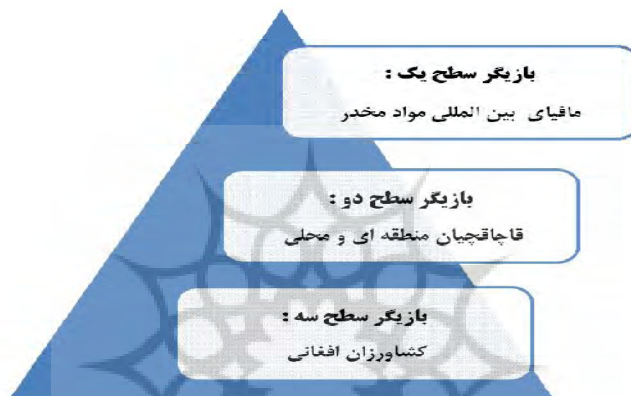 بازیگر سطح یک :
مافیای بین المللی مواد مخدر
بازیگر سطح دو :
قاچاقچیان منطقه ای و محلی
بازیگر سطح سه :
کشاورزان افغانی